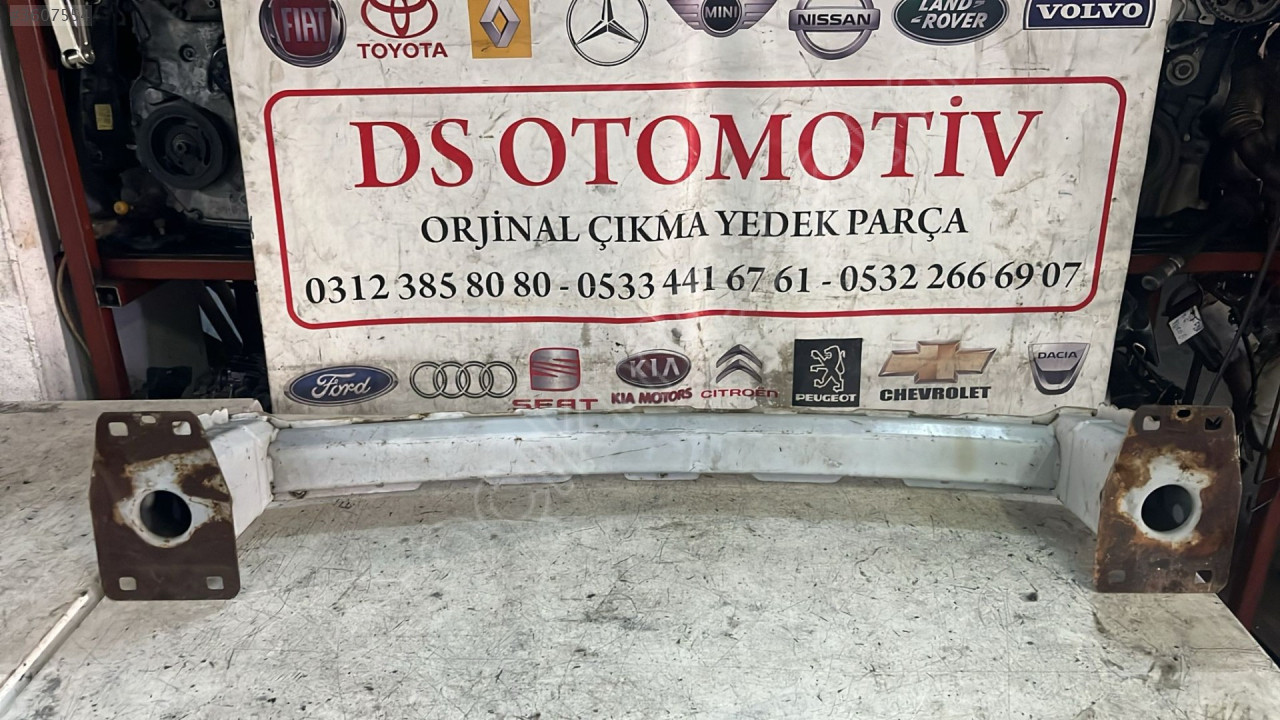 FIAT
TOYOTA
MINI
NISSAN
LAND
ROVER
VOLVO
DS OTOMOTİV
ORJİNAL ÇIKMA YEDEK PARÇA
0312 385 80 80 - 0533 441 67 61 - 0532 266 69 07
Ford
SEAT
KIA
KIA MOTORS
CITROËN
PEUGEOT
CHEVROLET
DACIA